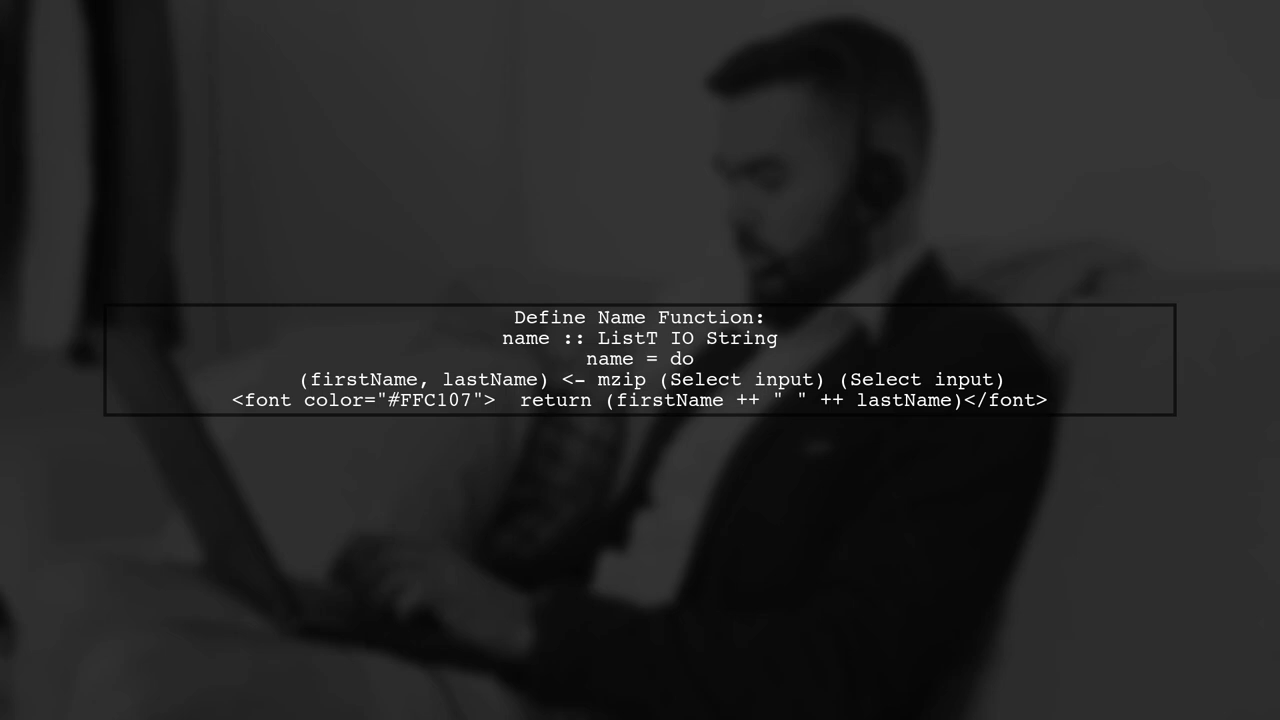 Define Name Function:
name :: ListT IO String
name = do
(firstName, lastName) <- mzip (Select input) (Select input)
<font color="#FFC107">  return (firstName ++ " " ++ lastName)</font>